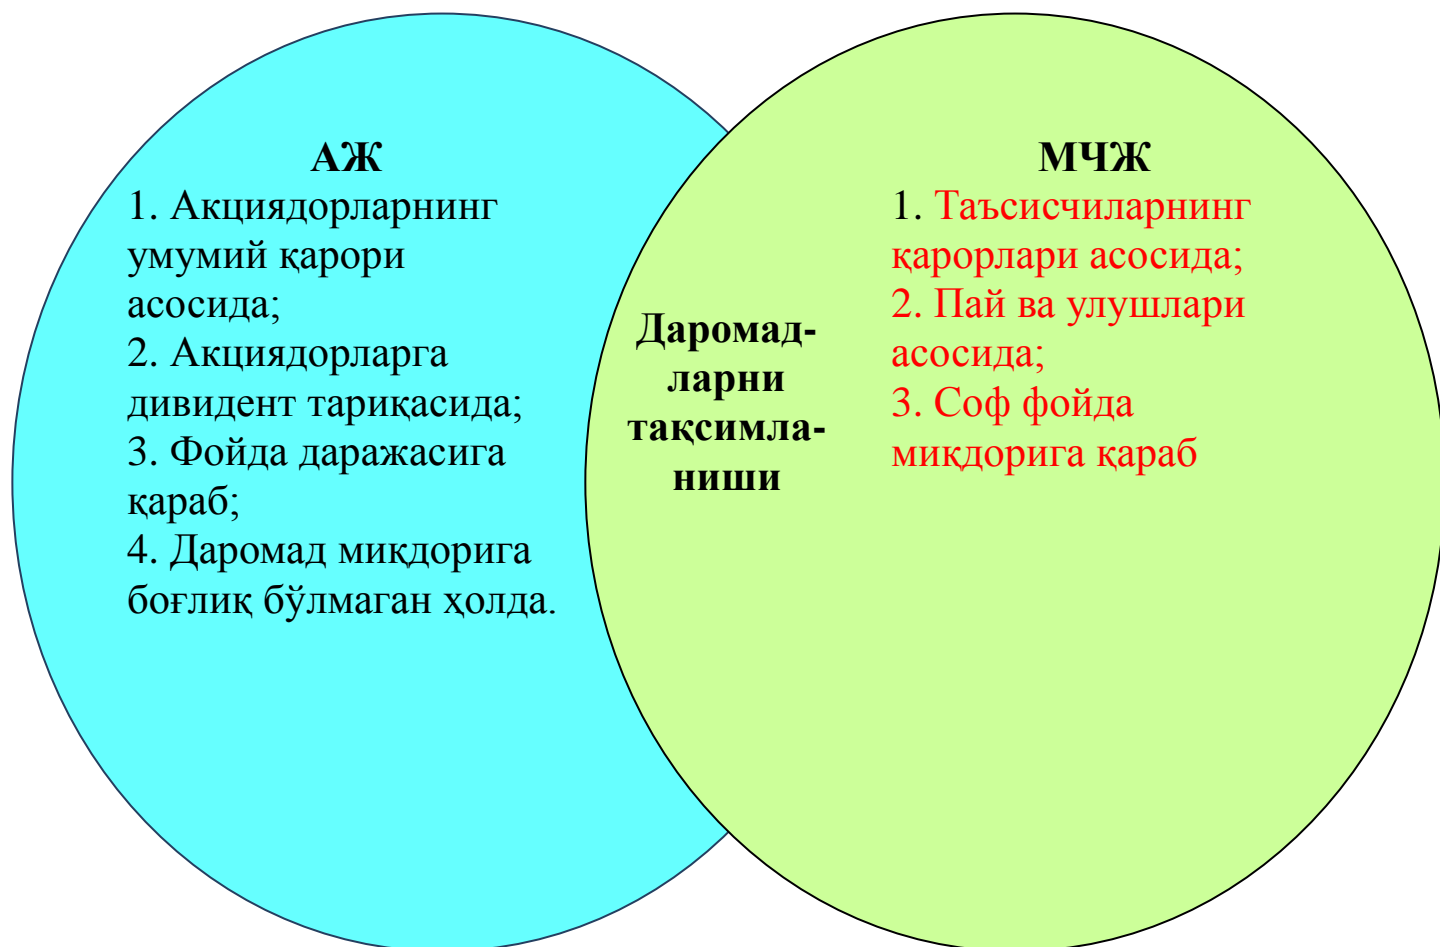 АЖ
1. Акциядорларнинг
умумий қарори
асосида;
2. Акциядорларга
дивидент тариқасида;
3. Фойда даражасига
қараб;
4. Даромад миқдорига
боғлиқ бўлмаган ҳолда.
Даромад-
ларни
тақсимла-
ниши
МЧЖ
1. Таъсисчиларнинг
қарорлари асосида;
2. Пай ва улушлари
асосида;
3. Соф фойда
миқдорига қараб